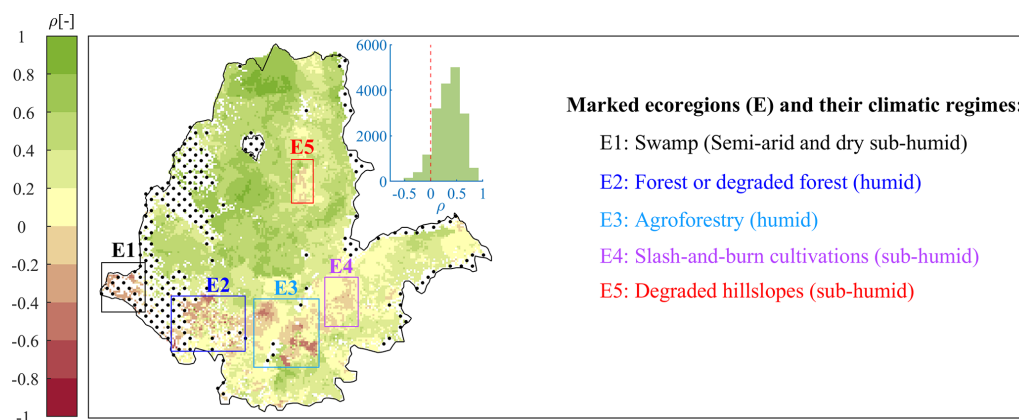 ρ[-]
1
0.8
0.6
0.4
0.2
0
-0.2
-0.4
-0.6
-0.8
-1
6000
4000
2000
0
-0.5 0 0.5 1
ρ
E5
E1
E2
E3
E4
Marked ecoregions (E) and their climatic regimes:
E1: Swamp (Semi-arid and dry sub-humid)
E2: Forest or degraded forest (humid)
E3: Agroforestry (humid)
E4: Slash-and-burn cultivations (sub-humid)
E5: Degraded hillslopes (sub-humid)